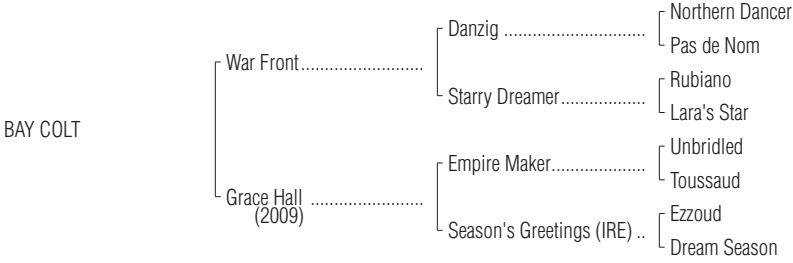 Northern Dancer
Danzig ..............................
Pas de Nom
War Front..........................
Rubiano
Starry Dreamer..................
Lara's Star
BAY COLT
Unbridled
Empire Maker....................
Toussaud
Grace Hall ........................
(2009)
Ezzoud
Season's Greetings (IRE) ..
Dream Season